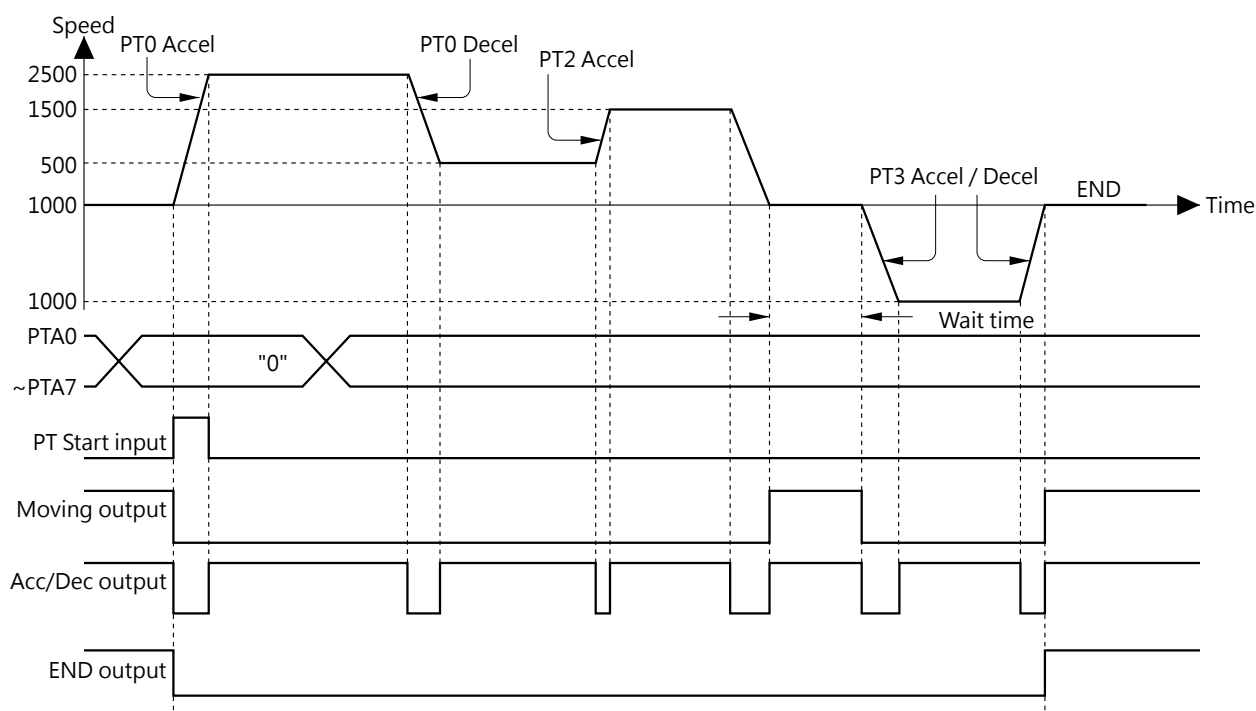 Speed
PT0 Accel
PT0 Decel
PT2 Accel
2500
1500
500
PT3 Accel / Decel
END
1000
Time
1000
Wait time
PTA0
"0"
~PTA7
PT Start input
Moving output
Acc/Dec output
END output